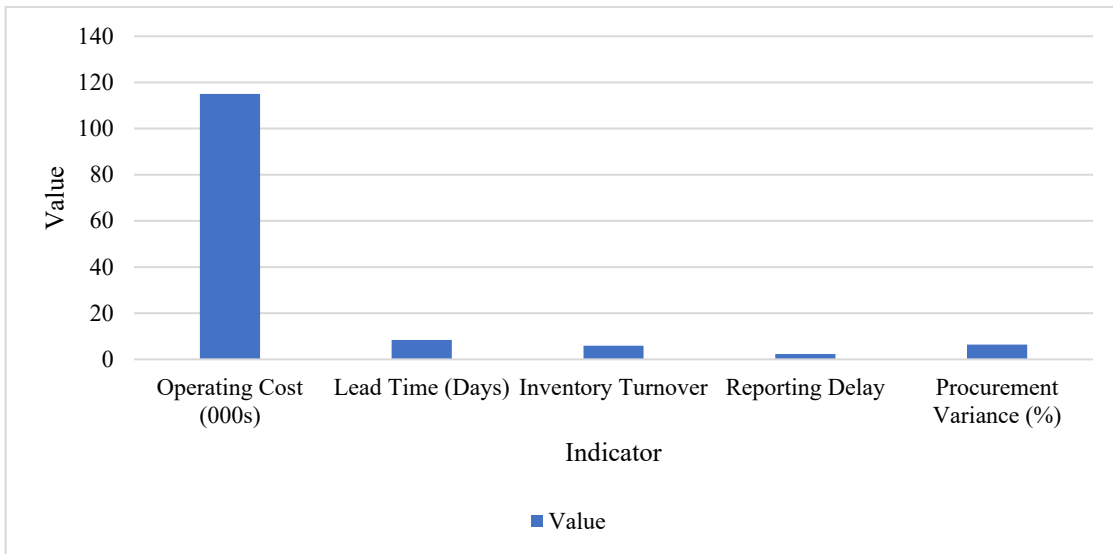 140
120
100
80
60
40
20
0
Value
Operating Cost (000s)
Lead Time (Days)
Inventory Turnover
Reporting Delay
Procurement Variance (%)
Indicator
Value